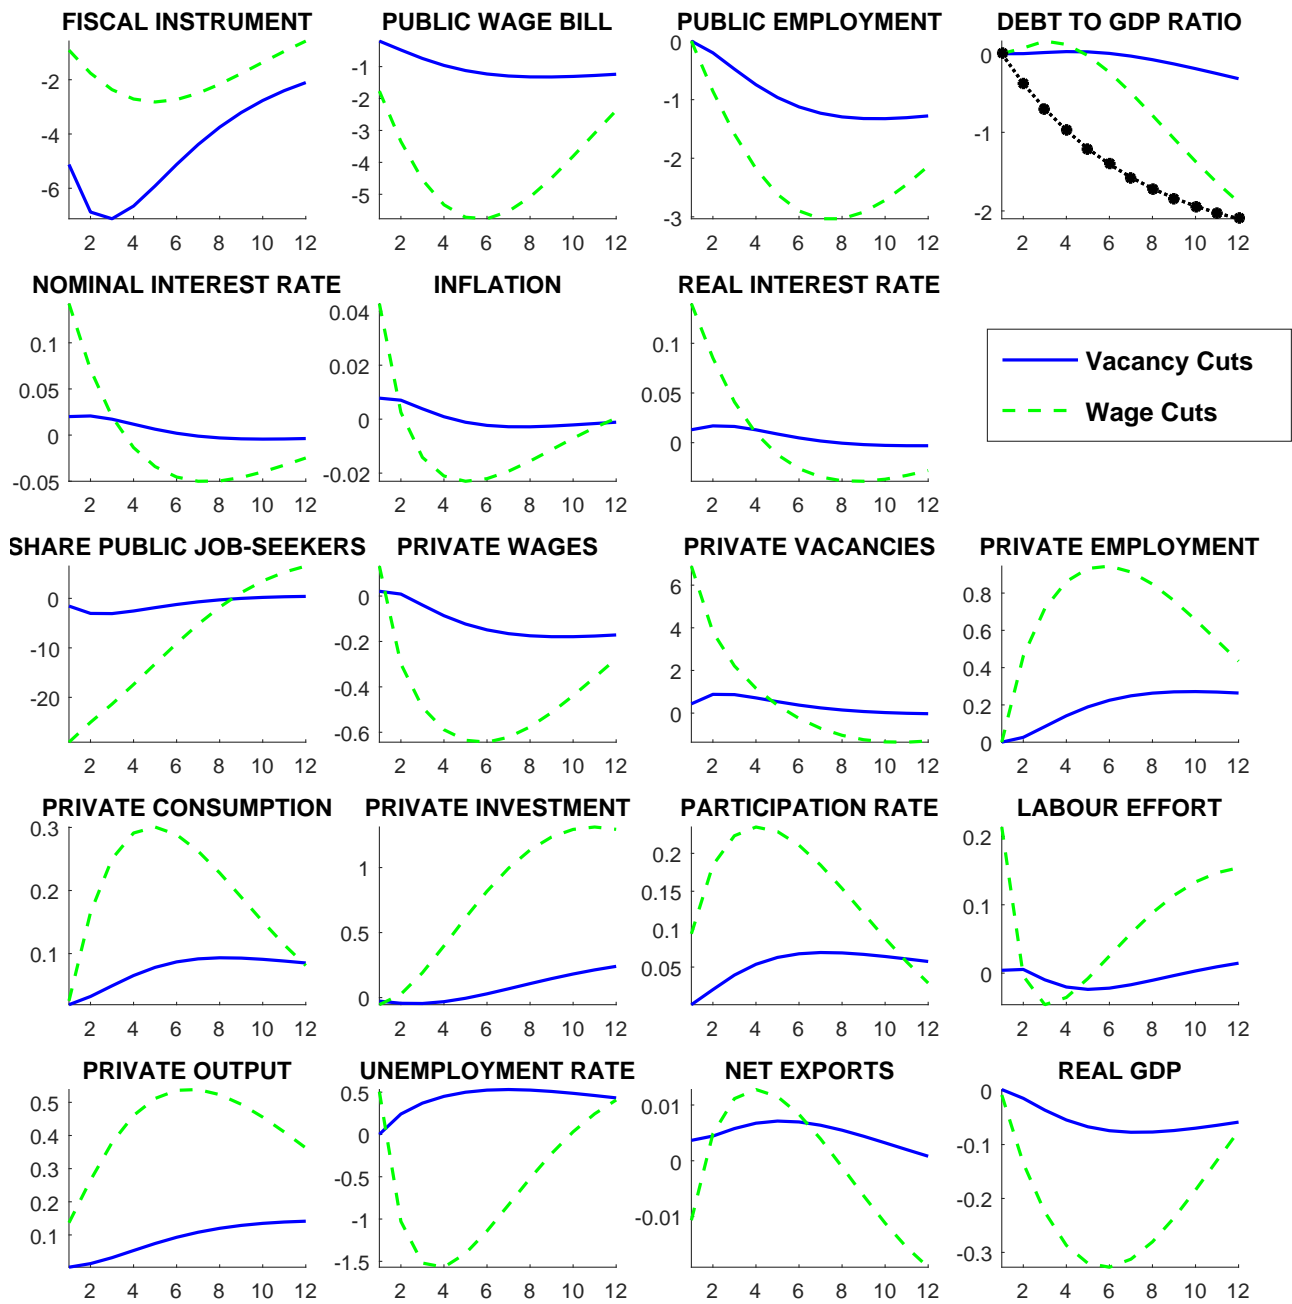 FISCAL INSTRUMENT PUBLIC WAGE BILL PUBLIC EMPLOYMENT DEBT TO GDP RATIO
-2
-4
-6
2 4 6 8 10 12
-1
-2
-3
-4
-5
2 4 6 8 10 12
0
-1
-2
-3
2 4 6 8 10 12
0
-1
-2
2 4 6 8 10 12
NOMINAL INTEREST RATE INFLATION REAL INTEREST RATE
0.1
0.05
0
-0.05
2 4 6 8 10 12
0.04
0.02
0
-0.02
2 4 6 8 10 12
0.1
0.05
0
2 4 6 8 10 12
Vacancy Cuts
Wage Cuts
SHARE PUBLIC JOB-SEEKERS PRIVATE WAGES PRIVATE VACANCIES PRIVATE EMPLOYMENT
0
-10
-20
2 4 6 8 10 12
0
-0.2
-0.4
-0.6
2 4 6 8 10 12
6
4
2
0
2 4 6 8 10 12
0.8
0.6
0.4
0.2
0
2 4 6 8 10 12
PRIVATE CONSUMPTION PRIVATE INVESTMENT PARTICIPATION RATE LABOUR EFFORT
0.3
0.2
0.1
2 4 6 8 10 12
1
0.5
0
2 4 6 8 10 12
0.2
0.15
0.1
0.05
2 4 6 8 10 12
0.2
0.1
0
2 4 6 8 10 12
PRIVATE OUTPUT UNEMPLOYMENT RATE NET EXPORTS REAL GDP
0.5
0.4
0.3
0.2
0.1
2 4 6 8 10 12
0.5
0
-0.5
-1
-1.5
2 4 6 8 10 12
0.01
0
-0.01
2 4 6 8 10 12
0
-0.1
-0.2
-0.3
2 4 6 8 10 12